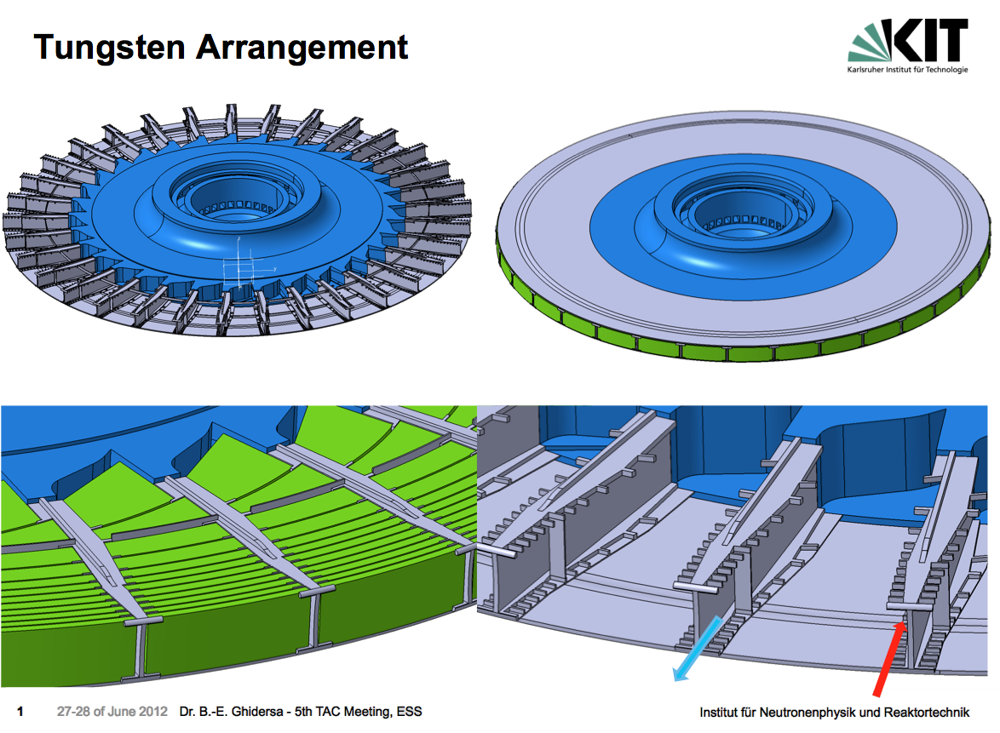 Tungsten Arrangement
KIT
Karlsruher Institut für Technologie
1 27-28 of June 2012 Dr. B.-E. Ghidersa - 5th TAC Meeting, ESS
Institut für Neutronenphysik und Reaktortechnik